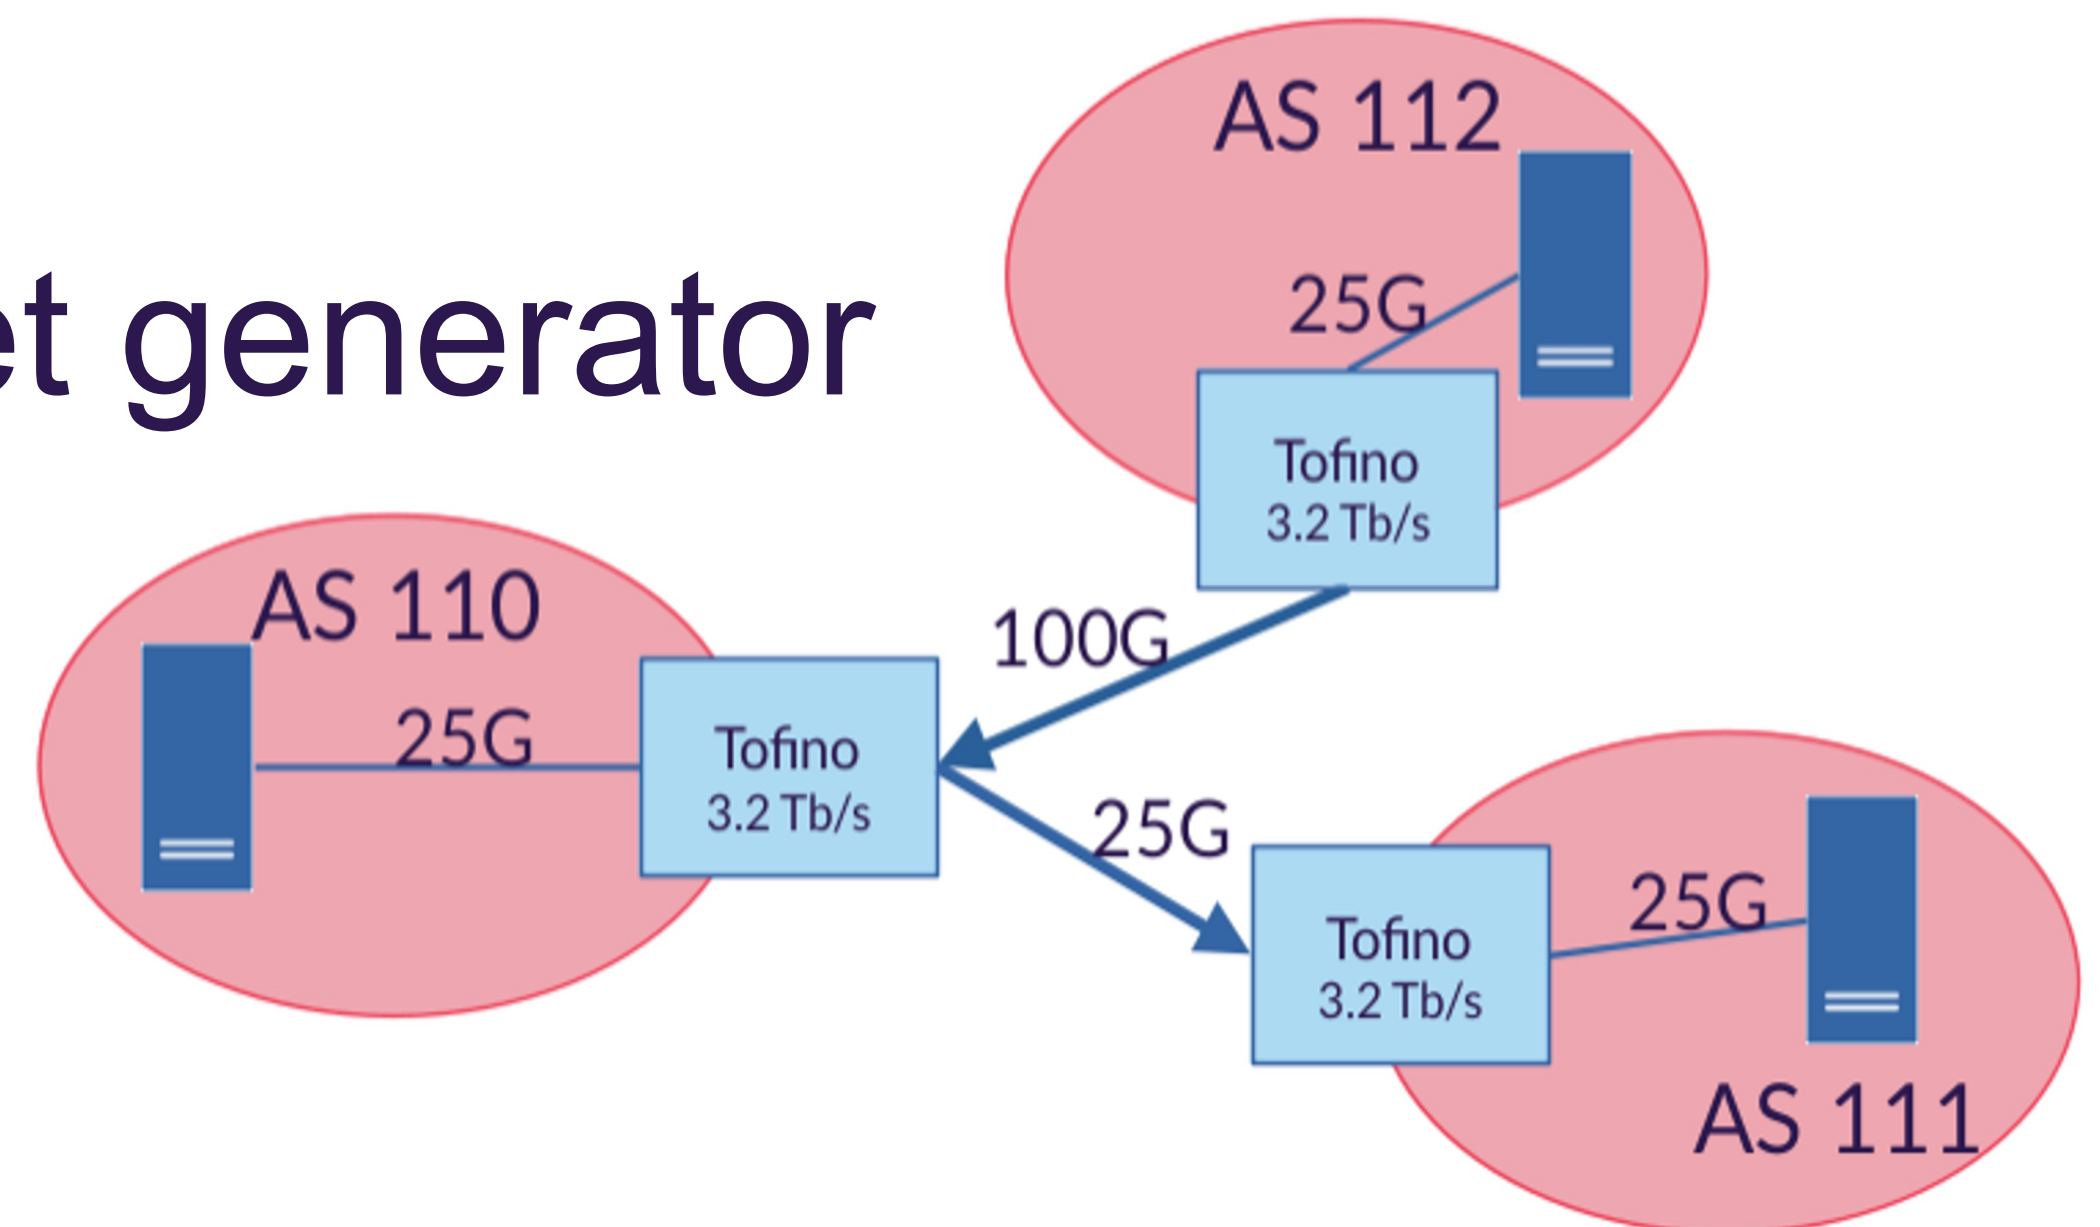 AS 112
25G
et generator
Tofino
3.2 Tb/s
AS 110
100G
25G
Tofino
3.2 Tb/s
25G
25G
Tofino
3.2 Tb/s
AS 111